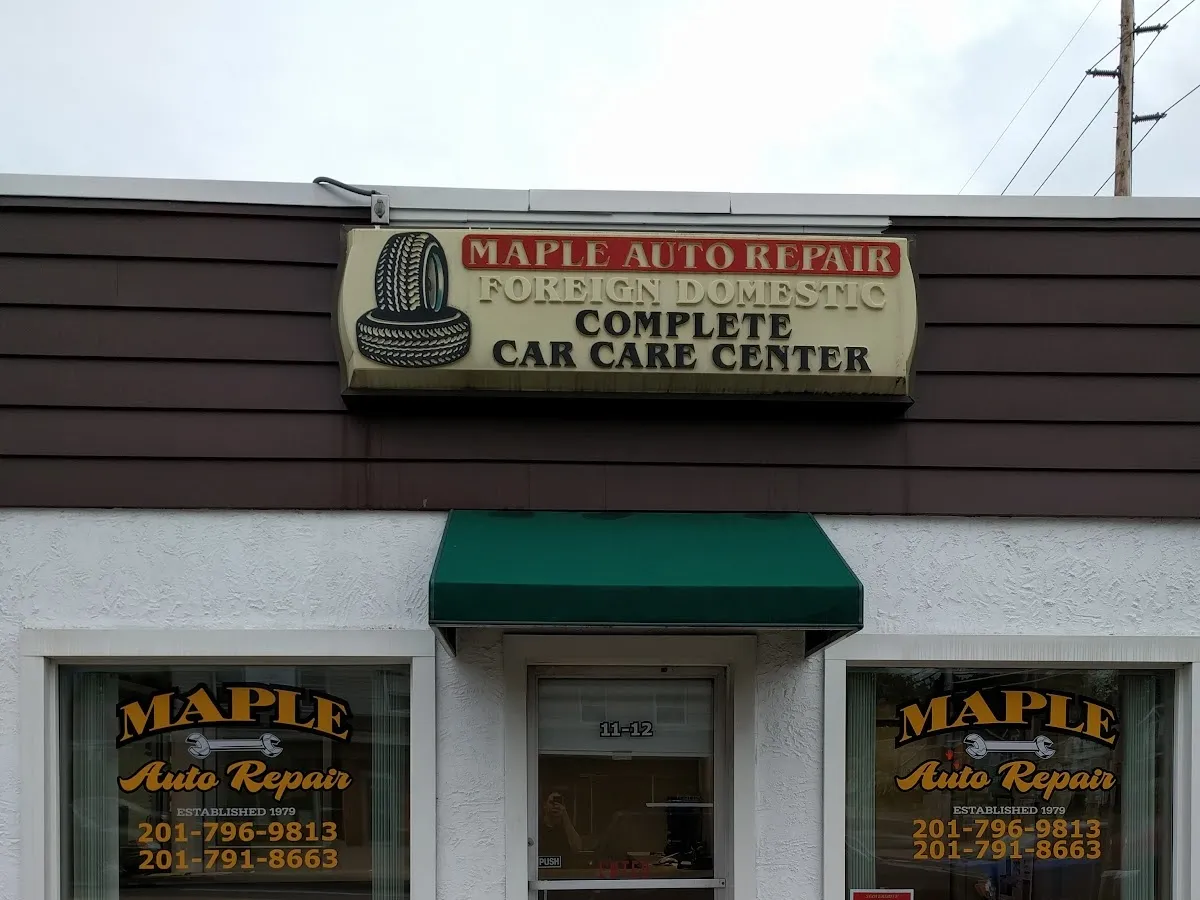 MAPLE AUTO REPAIR
FOREIGN DOMESTIC
COMPLETE
CAR CARE CENTER
11-12
MAPLE
Auto Repair
ESTABLISHED 1979
201-796-9813
201-791-8663
PUSH
MAPLE
Auto Repair
ESTABLISHED 1979
201-796-9813
201-791-8663